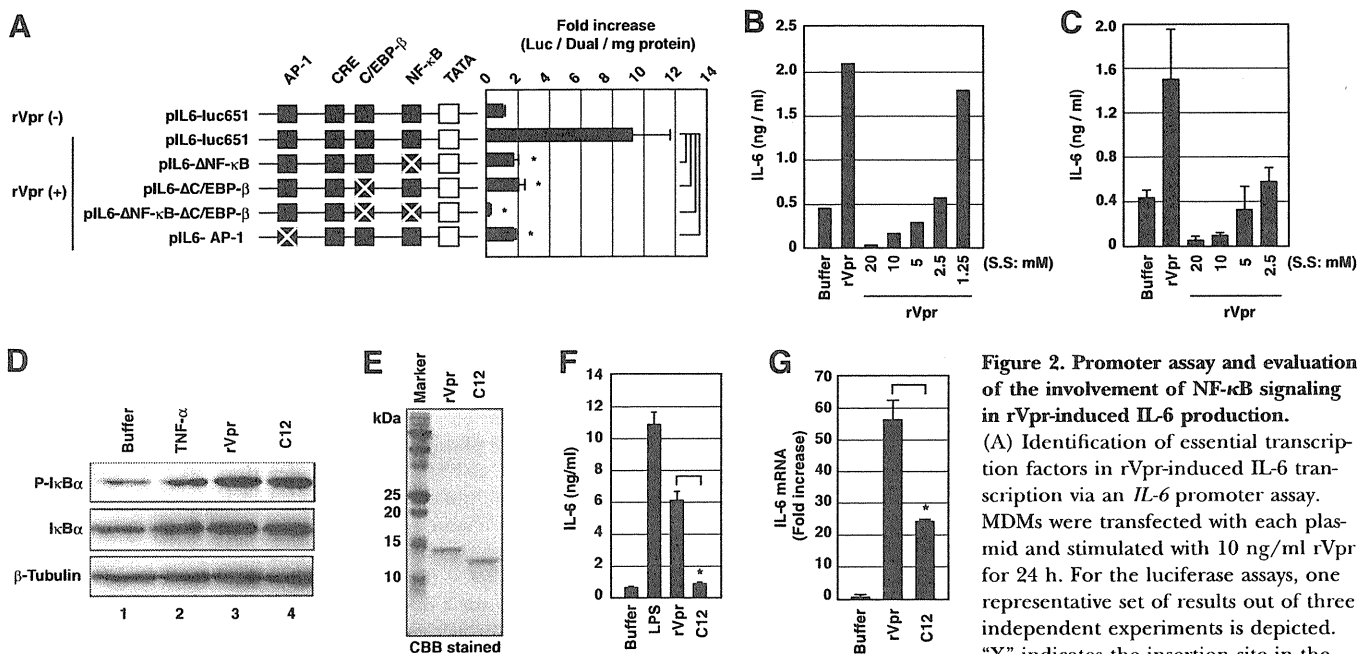 A
AP-1
CRE
C/EBP-β
NF-κB
TATA
Fold increase
(Luc / Dual / mg protein)
0 2 4 6 8 10 12 14
rVpr (-)
pIL6-luc651
rVpr (+)
pIL6-luc651
pIL6-ΔNF-κB *
pIL6-ΔC/EBP-β *
pIL6-ΔNF-κB-ΔC/EBP-β *
pIL6- AP-1 *
B
IL-6 (ng / ml)
2.5
2.0
1.5
1.0
0.5
0
Buffer rVpr 20 10 5 2.5 1.25 (S.S: mM)
rVpr
C
IL-6 (ng / ml)
2.0
1.6
1.2
0.8
0.4
0
Buffer rVpr 20 10 5 2.5 (S.S: mM)
rVpr
D
Buffer TNF-α rVpr C12
P-IκBα
IκBα
β-Tubulin
1 2 3 4
E
Marker rVpr C12
kDa
25
20
15
10
CBB stained
F
IL-6 (ng/ml)
14
12
10
8
6
4
2
0
*
Buffer LPS rVpr C12
G
IL-6 mRNA
(Fold increase)
70
60
50
40
30
20
10
0
*
Buffer rVpr C12
Figure 2. Promoter assay and evaluation
of the involvement of NF-κB signaling
in rVpr-induced IL-6 production.
(A) Identification of essential transcrip-
tion factors in rVpr-induced IL-6 tran-
scription via an IL-6 promoter assay.
MDMs were transfected with each plas-
mid and stimulated with 10 ng/ml rVpr
for 24 h. For the luciferase assays, one
representative set of results out of three
independent experiments is depicted.
"X" indicates the insertion site in the